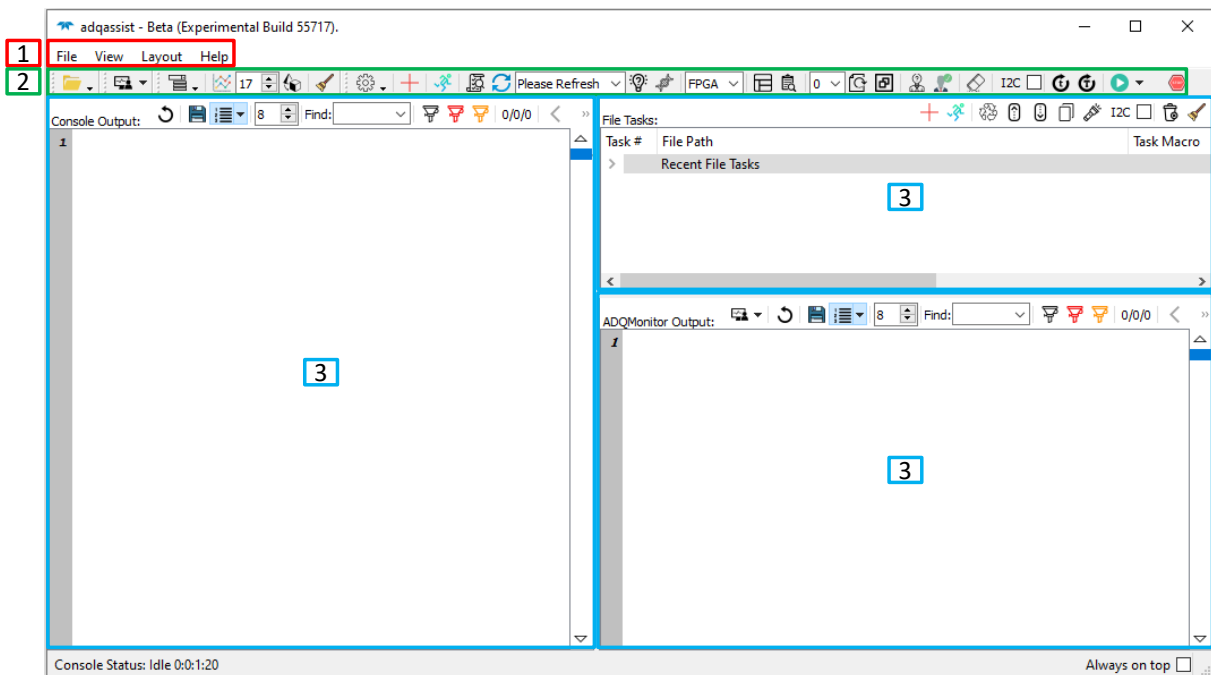 adqassist - Beta (Experimental Build 55717).
1
File View Layout Help
2
17 Please Refresh FPGA 0 I2C
Console Output: 8 Find: 0/0/0 »
1
File Tasks: I2C
Task # File Path Task Macro
> Recent File Tasks
3
ADQMonitor Output: 8 Find: 0/0/0 »
1
3
3
Console Status: Idle 0:0:1:20
Always on top